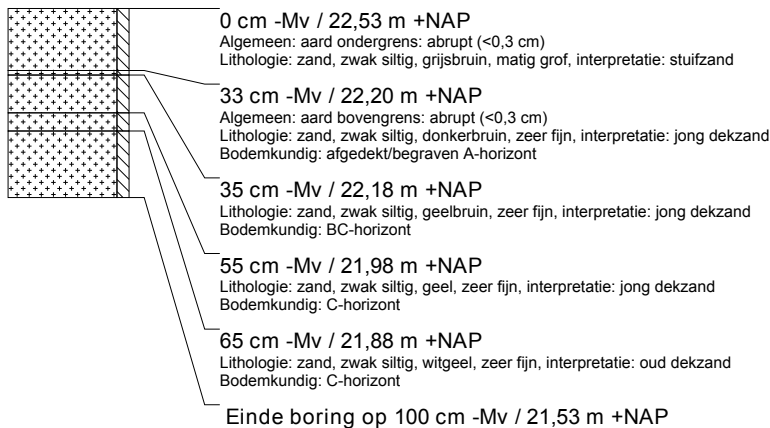 0 cm -Mv / 22,53 m +NAP
Algemeen: aard ondergrens: abrupt (<0,3 cm)
Lithologie: zand, zwak siltig, grijsbruin, matig grof, interpretatie: stuifzand
33 cm -Mv / 22,20 m +NAP
Algemeen: aard bovengrens: abrupt (<0,3 cm)
Lithologie: zand, zwak siltig, donkerbruin, zeer fijn, interpretatie: jong dekzand
Bodemkundig: afgedekt/begraven A-horizont
35 cm -Mv / 22,18 m +NAP
Lithologie: zand, zwak siltig, geelbruin, zeer fijn, interpretatie: jong dekzand
Bodemkundig: BC-horizont
55 cm -Mv / 21,98 m +NAP
Lithologie: zand, zwak siltig, geel, zeer fijn, interpretatie: jong dekzand
Bodemkundig: C-horizont
65 cm -Mv / 21,88 m +NAP
Lithologie: zand, zwak siltig, witgeel, zeer fijn, interpretatie: oud dekzand
Bodemkundig: C-horizont
Einde boring op 100 cm -Mv / 21,53 m +NAP